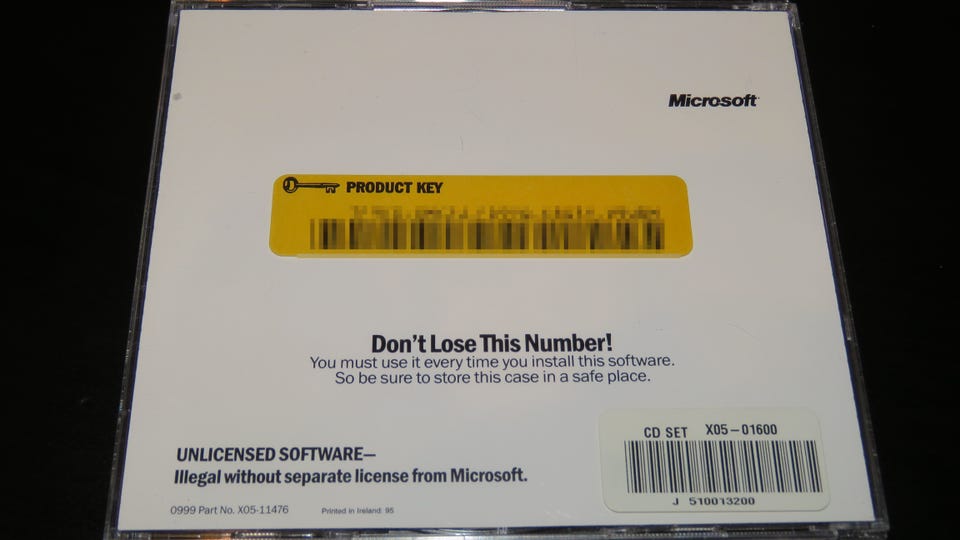 Microsoft
PRODUCT KEY
Don't Lose This Number!
You must use it every time you install this software.
So be sure to store this case in a safe place.
CD SET X05-01600
J 510013200
UNLICENSED SOFTWARE—
Illegal without separate license from Microsoft.
0999 Part No. X05-11476 Printed in Ireland: 95